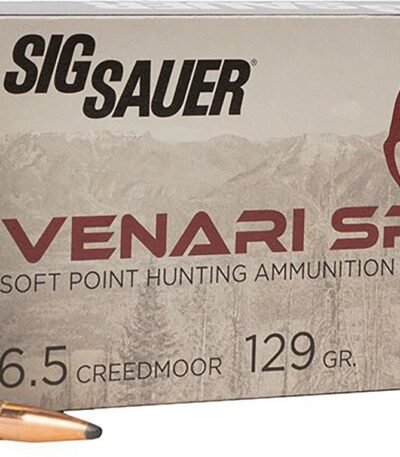 SIG
SAUER®
VENARI SP
SOFT POINT HUNTING AMMUNITION
6.5 CREEDMOOR 129 GR.